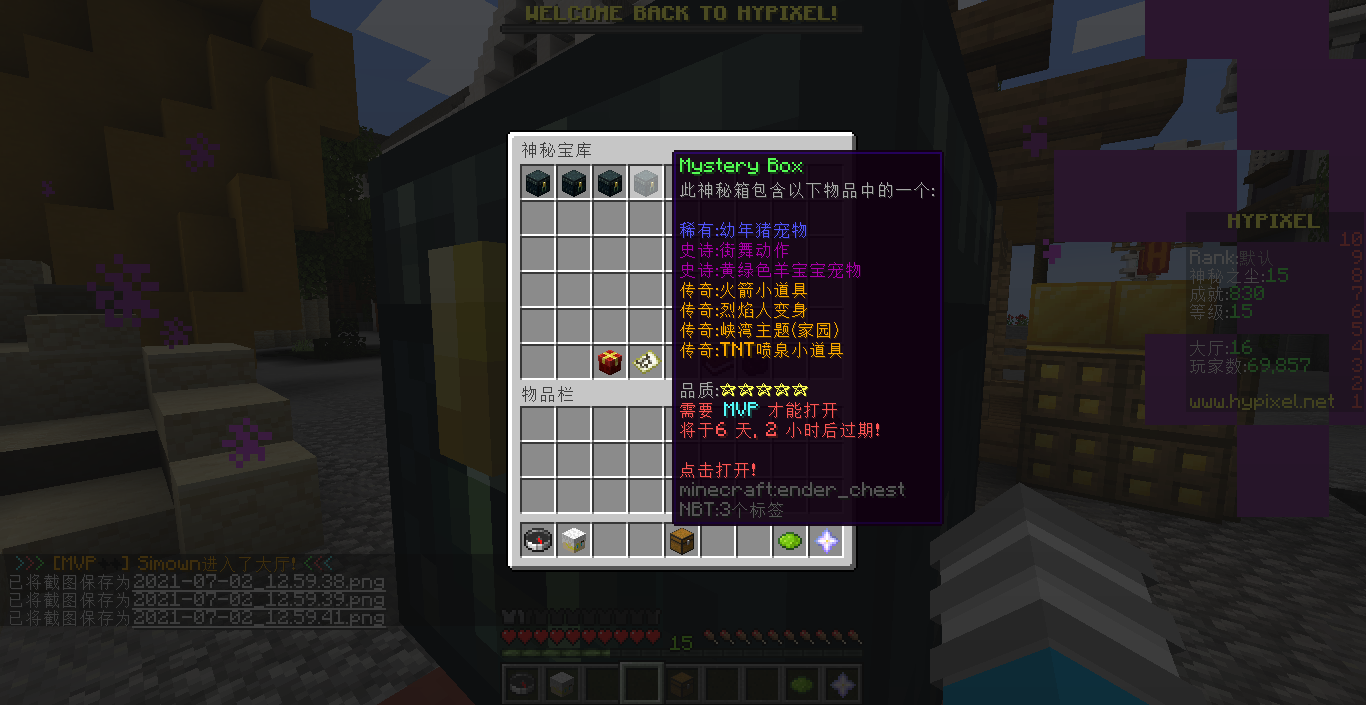 WELCOME BACK TO HYPIXEL!
神秘宝库
Mystery Box
此神秘箱包含以下物品中的一个:
稀有:幼年猪宠物
史诗:街舞动作
史诗:黄绿色羊宝宝宠物
传奇:火箭小道具
传奇:烈焰人变身
传奇:峡湾主题(家园)
传奇:TNT喷泉小道具
品质:☆☆☆☆☆
需要 MVP 才能打开
将于6 天, 2 小时后过期!
点击打开!
minecraft:ender_chest
NBT:3个标签
物品栏
HYPIXEL
10
Rank:默认
9
神秘之尘:15
8
成就:830
7
等级:15
6
5
大厅:16
4
玩家数:69,857
3
2
www.hypixel.net
1
>>> [MVP++] Simown进入了大厅! <<<
已将截图保存为2021-07-02_12.59.38.png
已将截图保存为2021-07-02_12.59.39.png
已将截图保存为2021-07-02_12.59.41.png
15